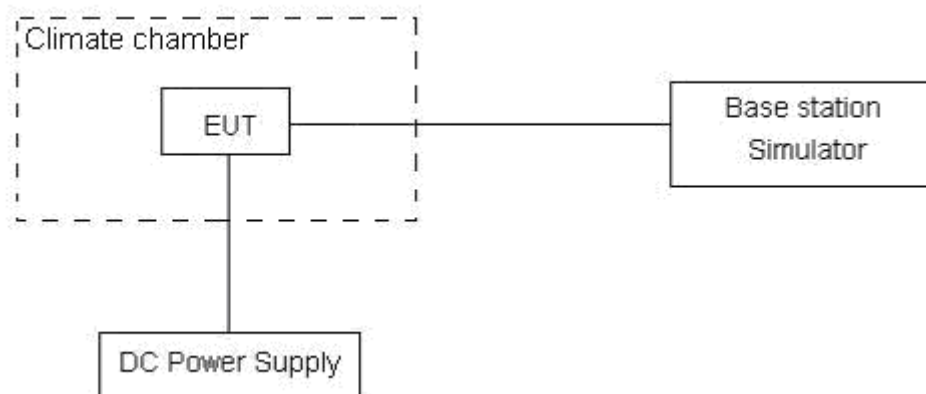 Climate chamber
EUT
Base station
Simulator
DC Power Supply